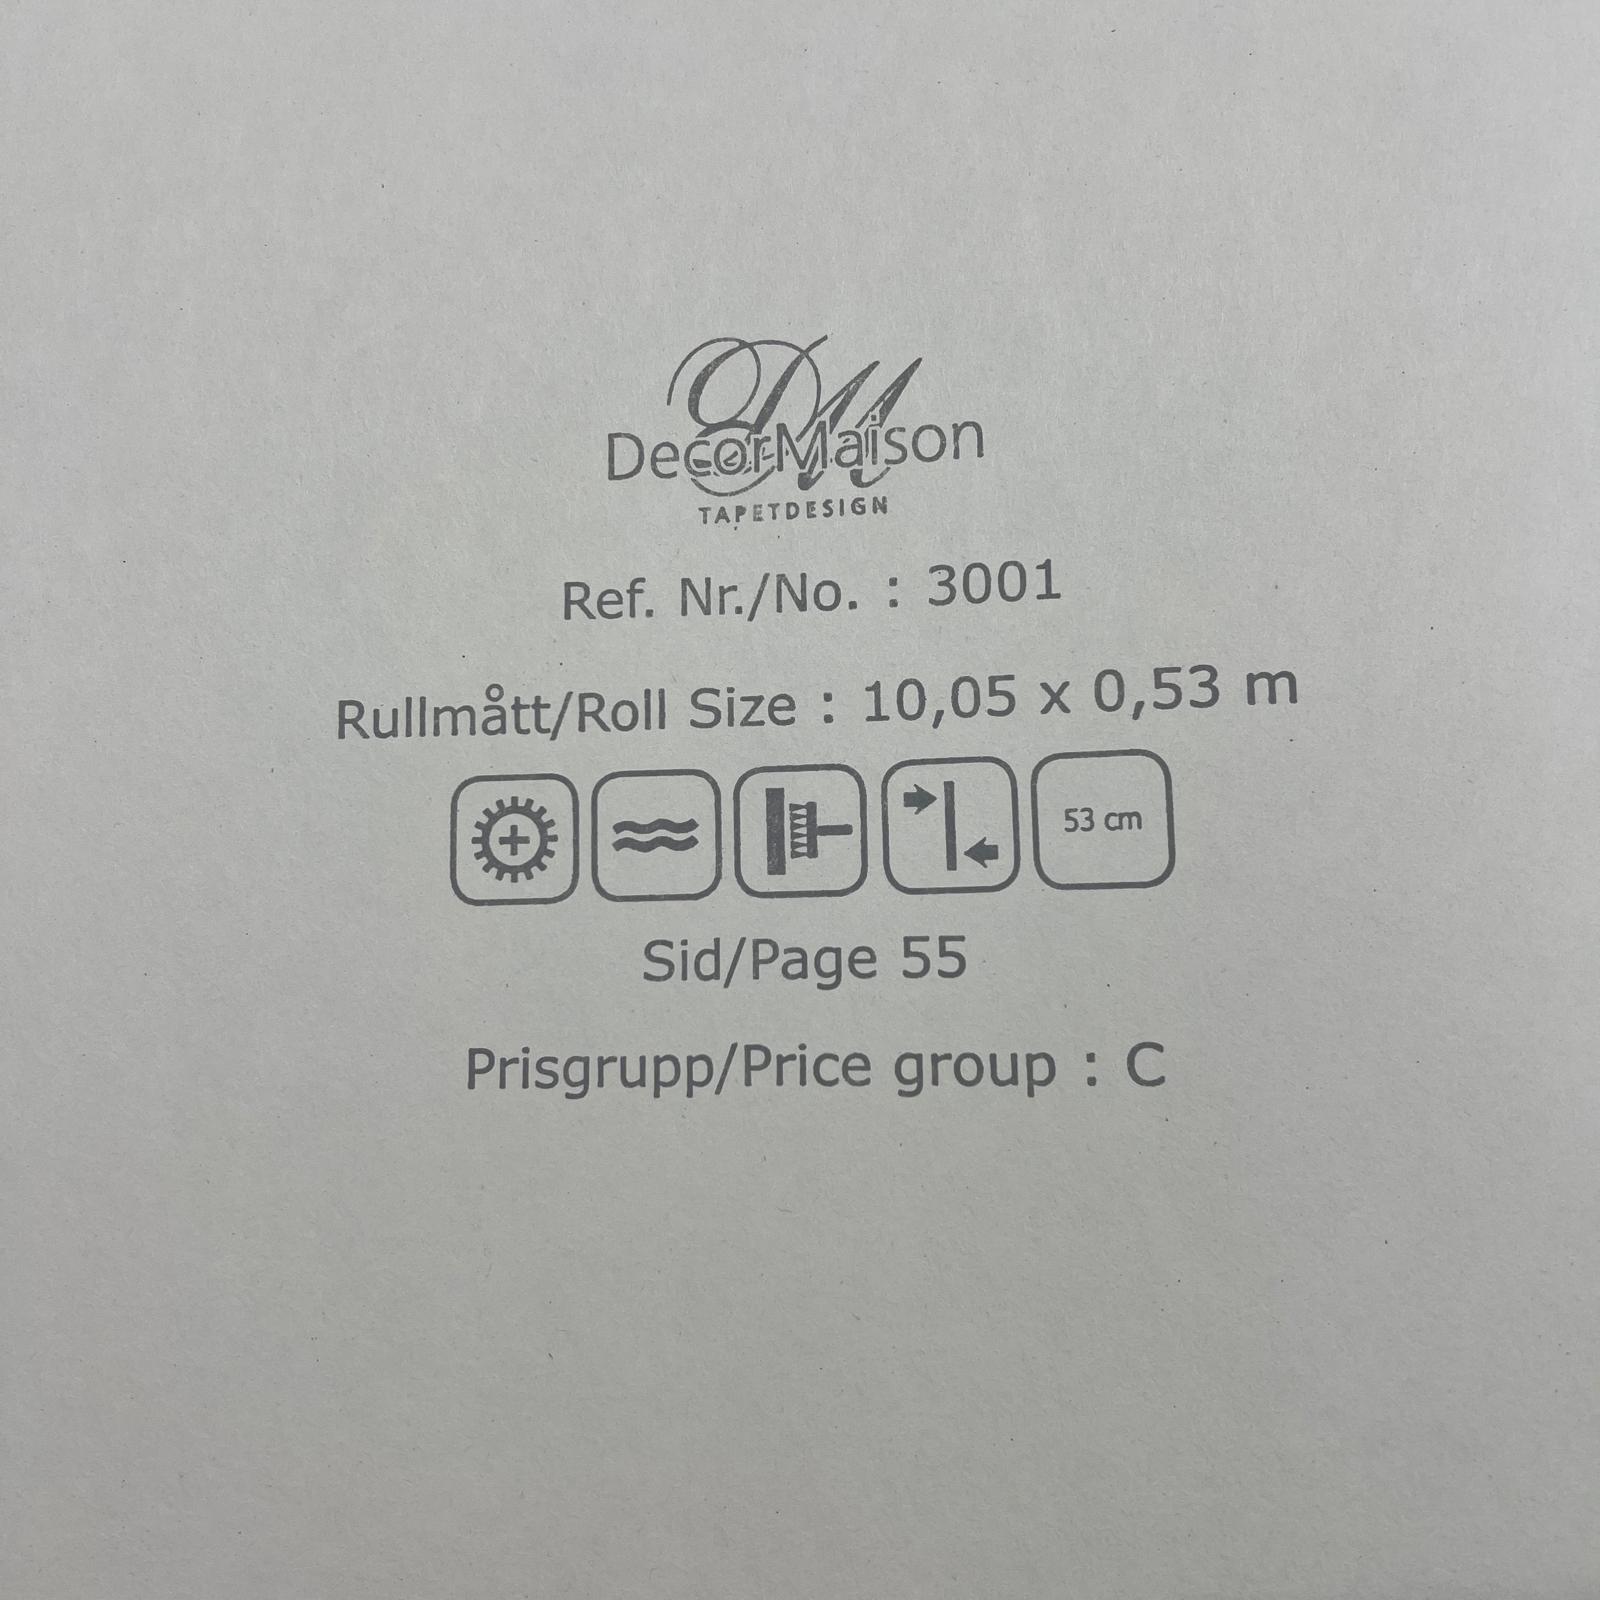 DM
DecorMaison
TAPETDESIGN
Ref. Nr./No. : 3001
Rullmått/Roll Size : 10,05 x 0,53 m
53 cm
Sid/Page 55
Prisgrupp/Price group : C